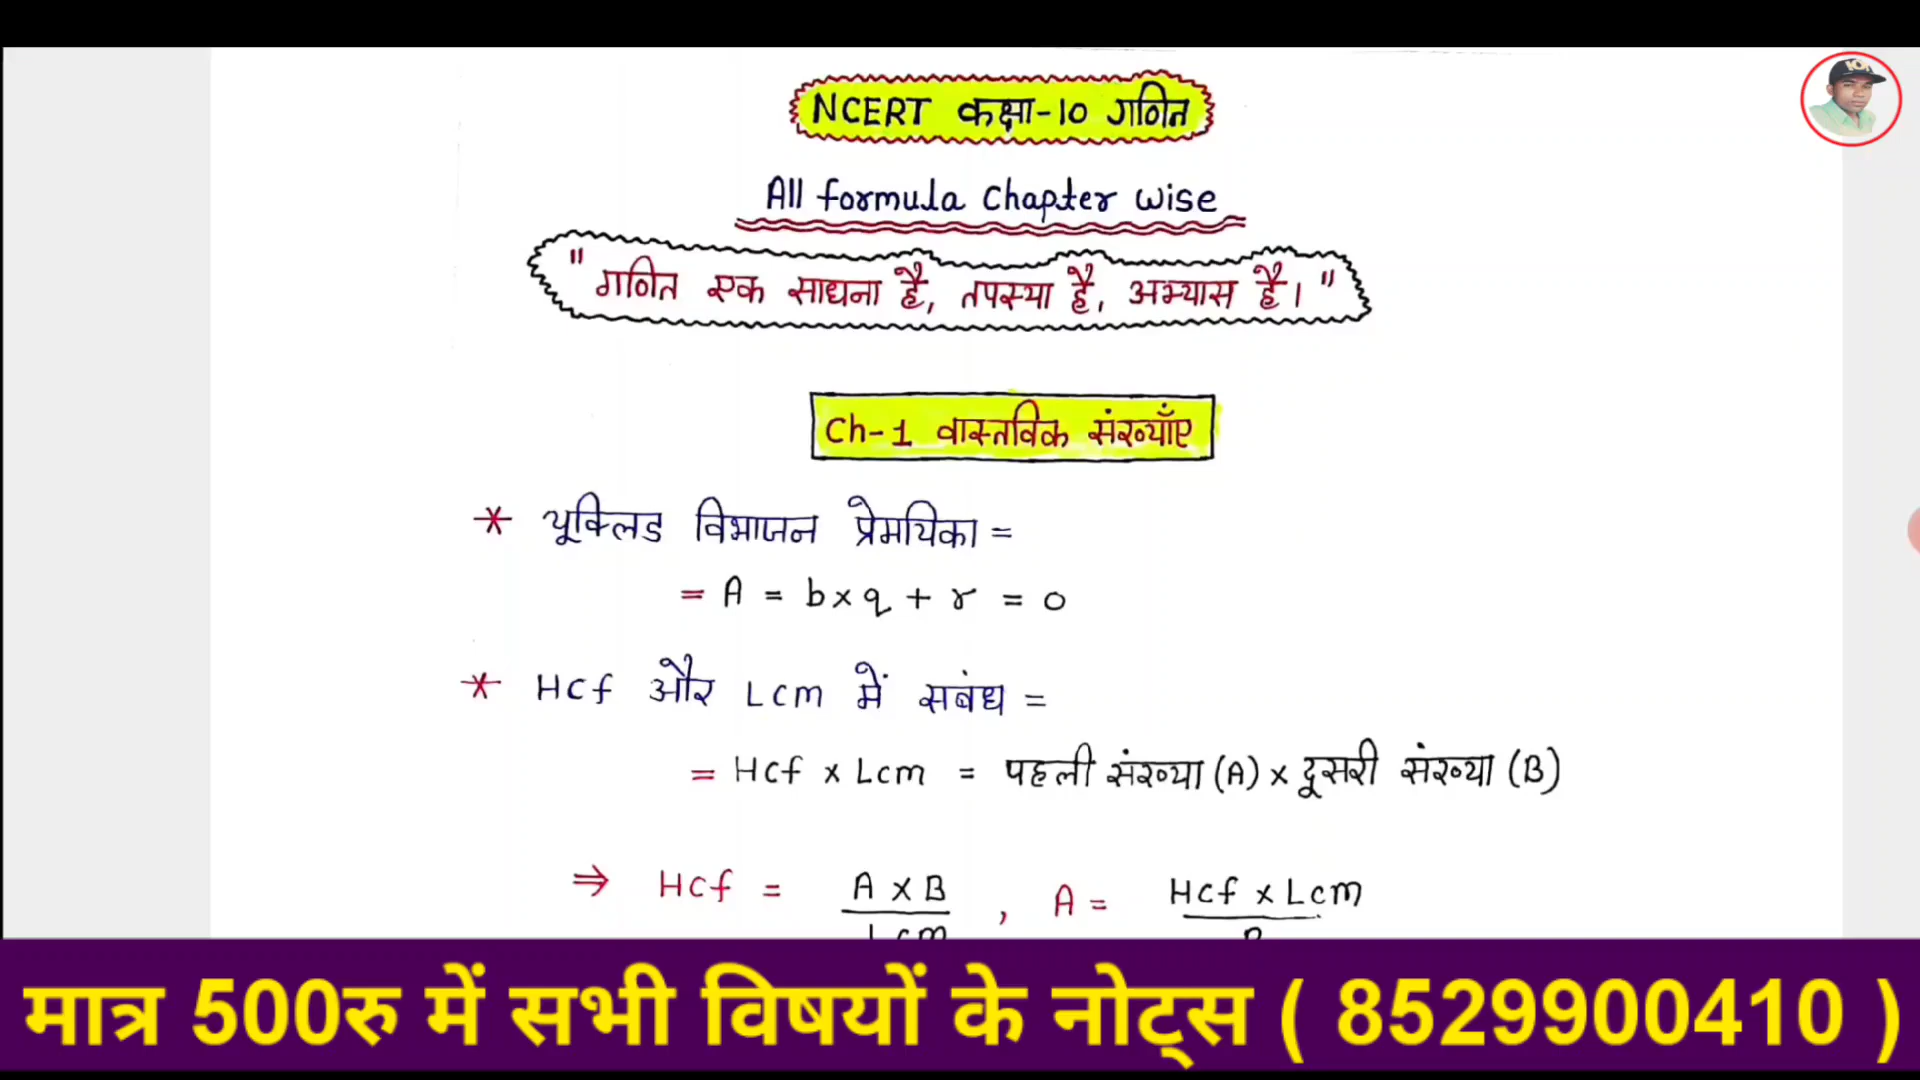 NCERT कक्षा-10 गणित
All formula Chapter wise
" गणित एक साधना है, तपस्या है, अभ्यास है। "
Ch-1 वास्तविक संख्याँए
* यूक्लिड विभाजन प्रेमयिका =
= A = b × q + r = 0
* Hcf और Lcm में सबंध =
= Hcf × Lcm = पहली संख्या (A) × दूसरी संख्या (B)
⇒ Hcf = A × B / Lcm , A = Hcf × Lcm
मात्र 500रु में सभी विषयों के नोट्स ( 8529900410 )